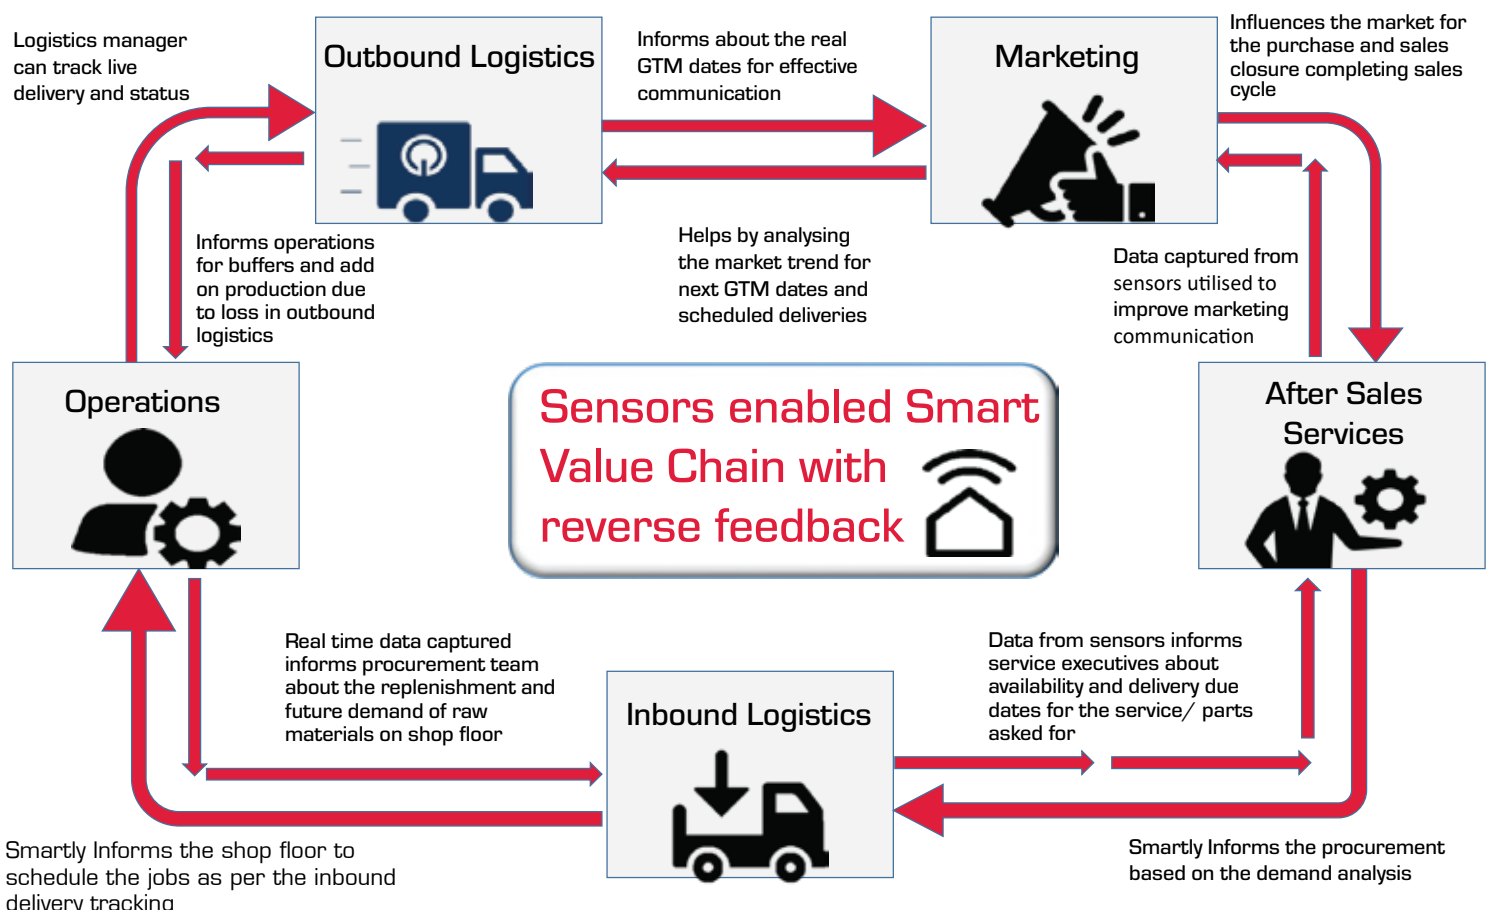 Logistics manager
can track live
delivery and status
Outbound Logistics
Informs about the real
GTM dates for effective
communication
Marketing
Influences the market for
the purchase and sales
closure completing sales
cycle
Informs operations
for buffers and add
on production due
to loss in outbound
logistics
Helps by analysing
the market trend for
next GTM dates and
scheduled deliveries
Data captured from
sensors utilised to
improve marketing
communication
Operations
Sensors enabled Smart
Value Chain with
reverse feedback
After Sales
Services
Real time data captured
informs procurement team
about the replenishment and
future demand of raw
materials on shop floor
Inbound Logistics
Data from sensors informs
service executives about
availability and delivery due
dates for the service/ parts
asked for
Smartly Informs the shop floor to
schedule the jobs as per the inbound
delivery tracking
Smartly Informs the procurement
based on the demand analysis